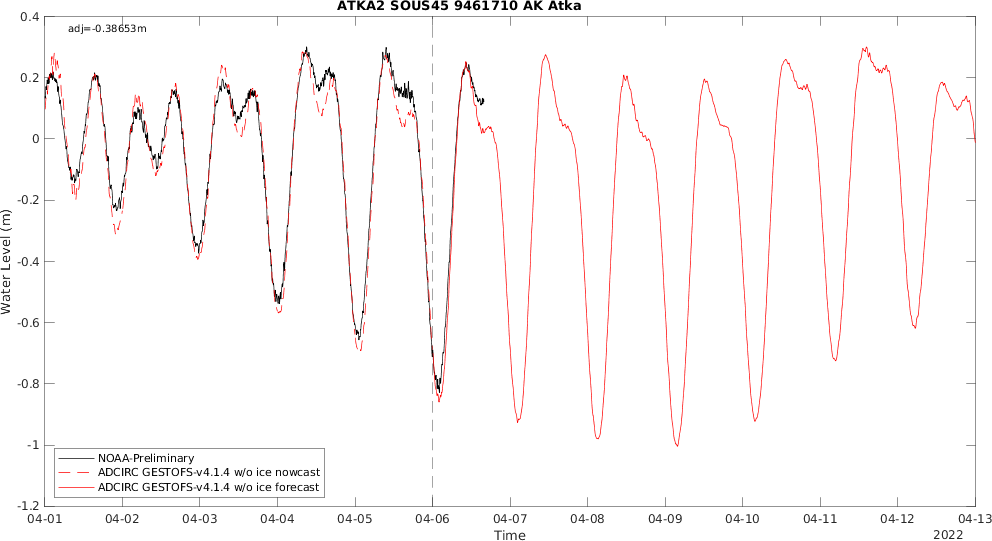 ATKA2 SOUS45 9461710 AK Atka
adj=-0.38653m
0.4
0.2
0
-0.2
-0.4
-0.6
-0.8
-1
-1.2
Water Level (m)
NOAA-Preliminary
ADCIRC GESTOFS-v4.1.4 w/o ice nowcast
ADCIRC GESTOFS-v4.1.4 w/o ice forecast
04-01 04-02 04-03 04-04 04-05 04-06 04-07 04-08 04-09 04-10 04-11 04-12 04-13
Time
2022